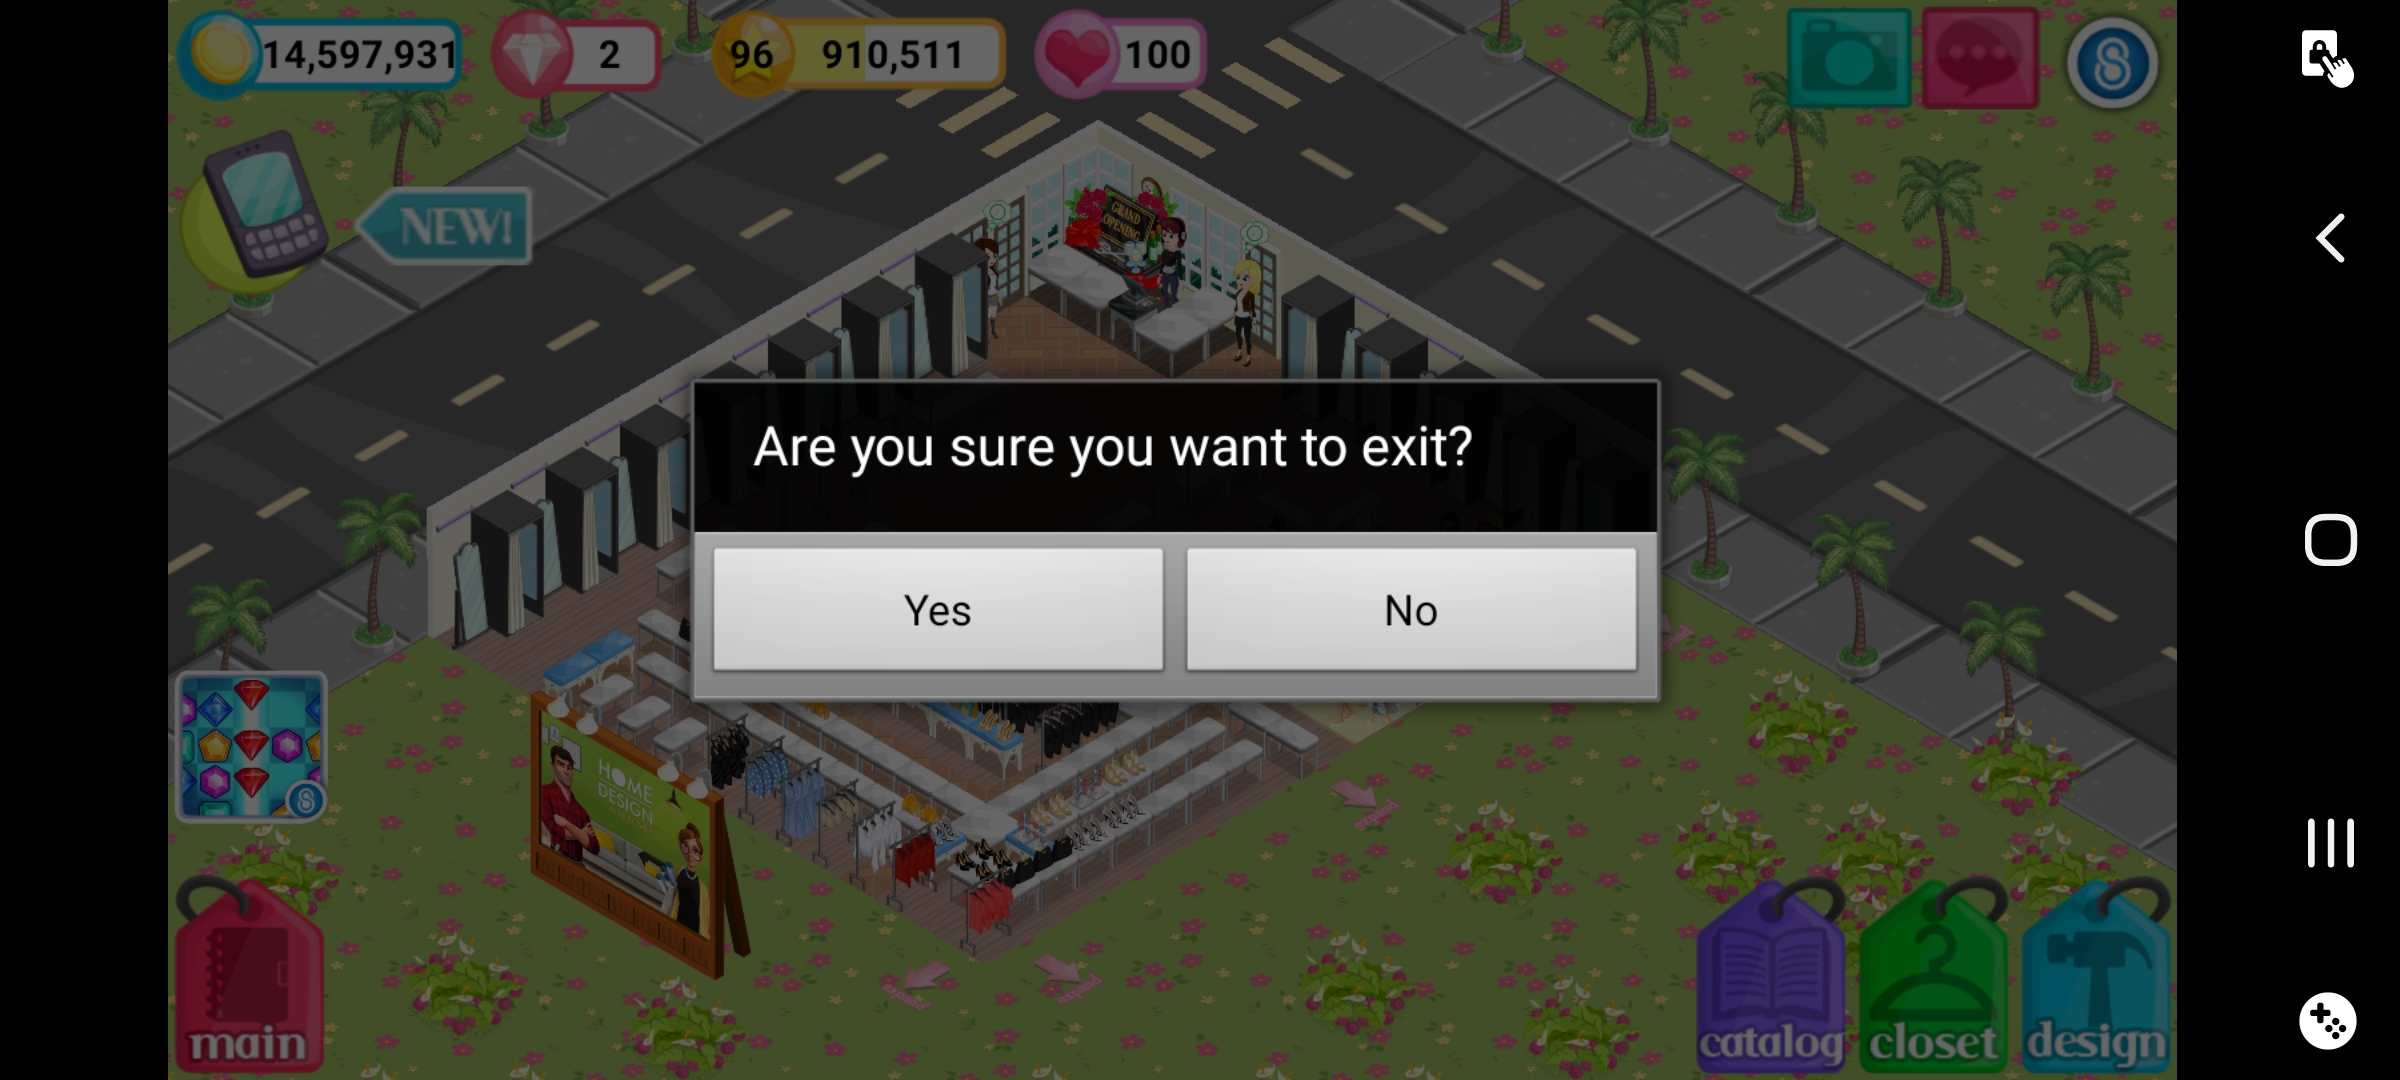 14,597,931
2
96
910,511
100
NEW!
GRAND
OPENING
Are you sure you want to exit?
Yes
No
HOME
DESIGN
main
catalog
closet
design